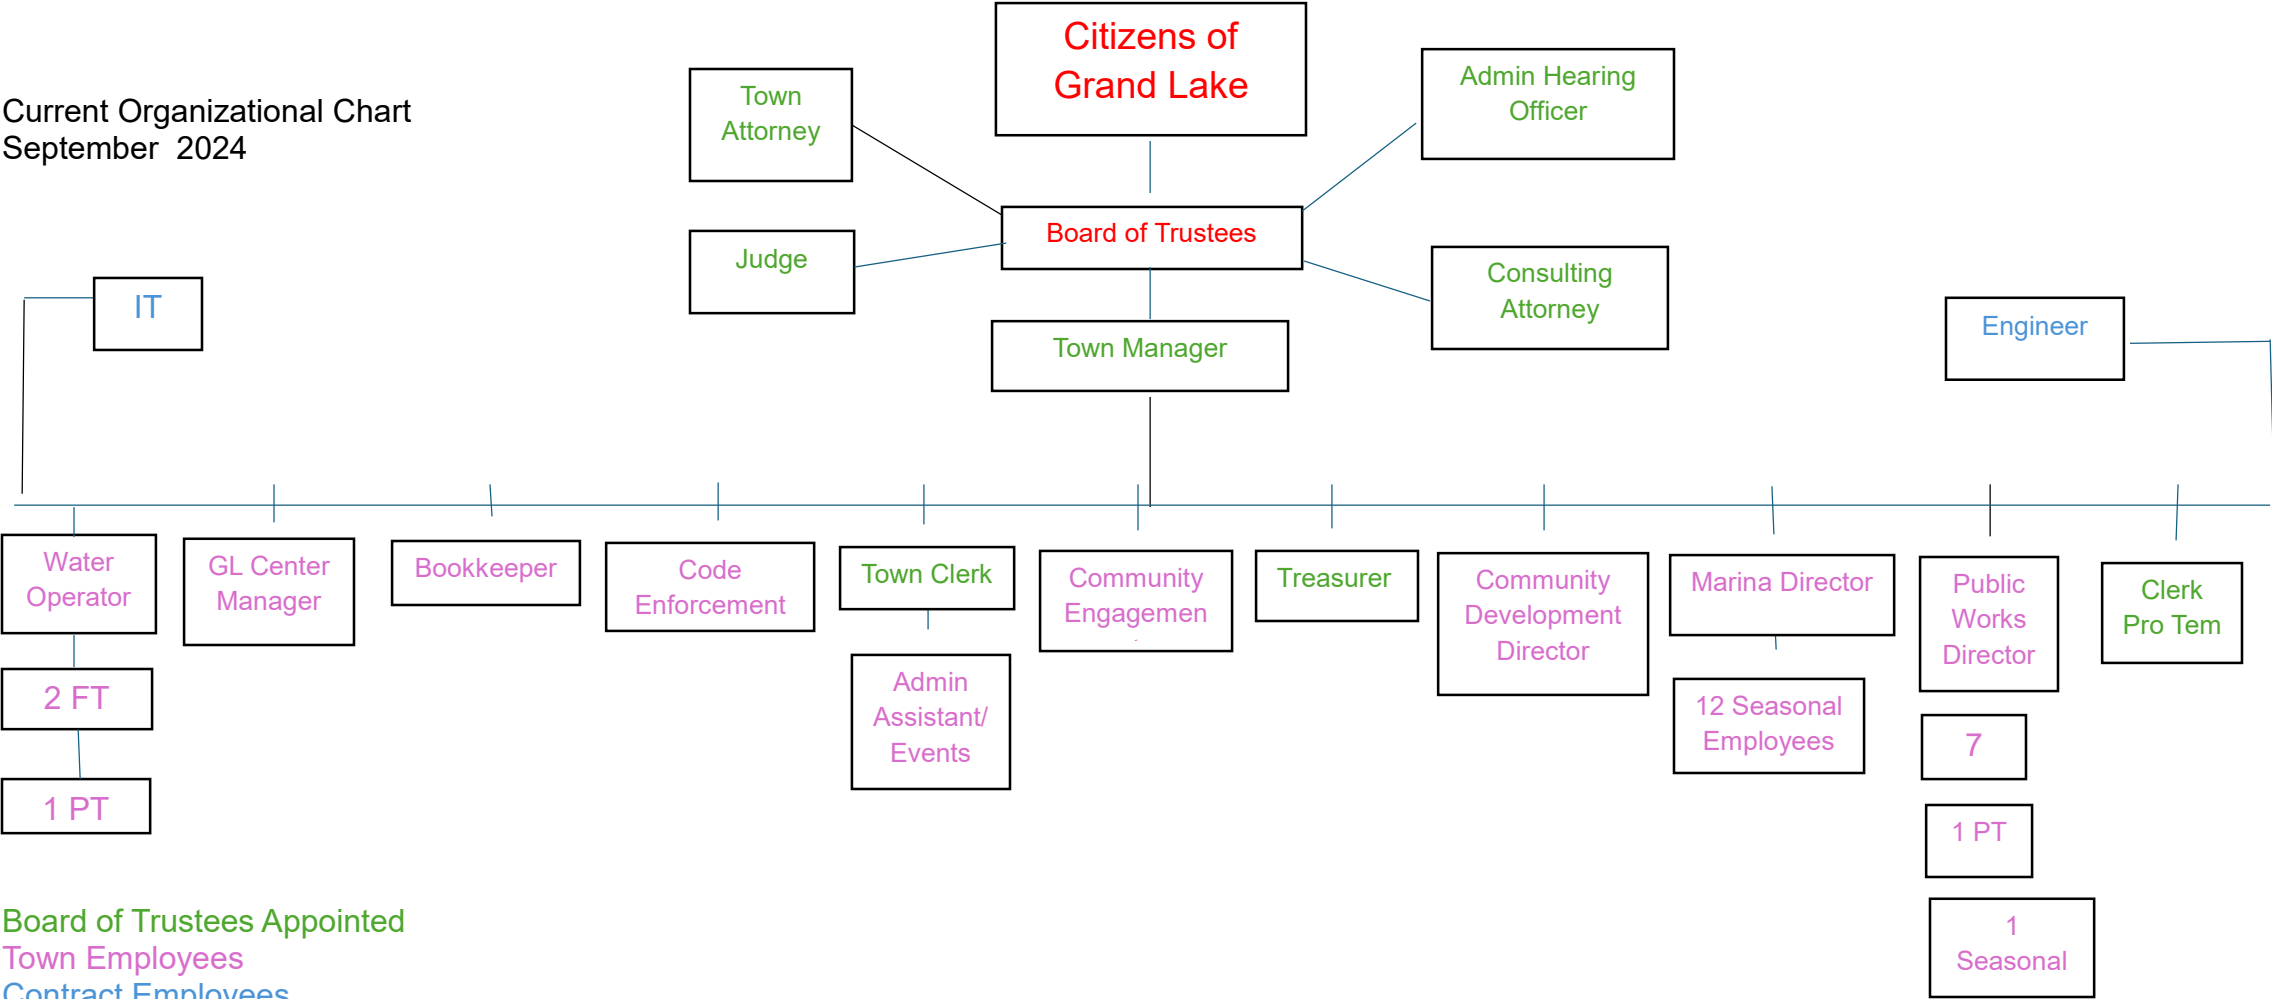 Citizens of
Grand Lake
Admin Hearing
Officer
Town
Attorney
Current Organizational Chart
September 2024
Board of Trustees
Judge
Consulting
Attorney
IT
Engineer
Town Manager
Water
Operator
GL Center
Manager
Bookkeeper
Code
Enforcement
Town Clerk
Community
Engagemen
Treasurer
Community
Development
Director
Marina Director
Public
Works
Director
Clerk
Pro Tem
2 FT
Admin
Assistant/
Events
12 Seasonal
Employees
7
1 PT
1 PT
1
Seasonal
Board of Trustees Appointed
Town Employees
Contract Employees